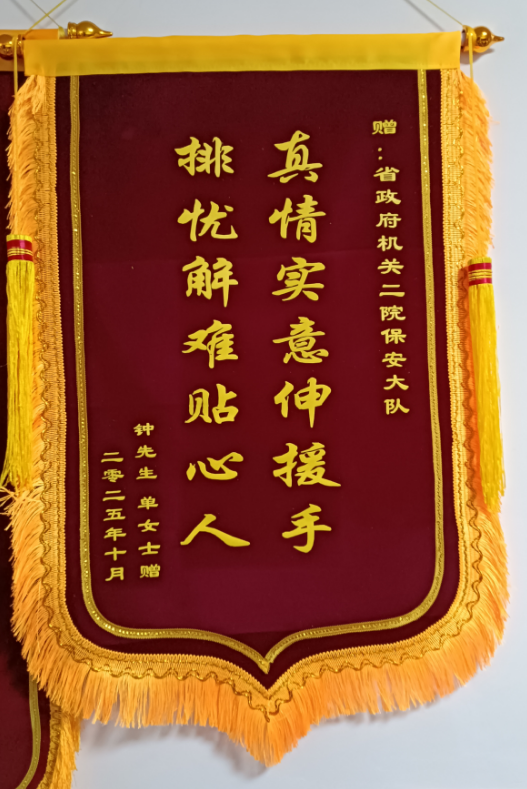 赠：省政府机关二院保安大队
真情实意伸援手
排忧解难贴心人
钟先生 单女士赠
二零二五年十月